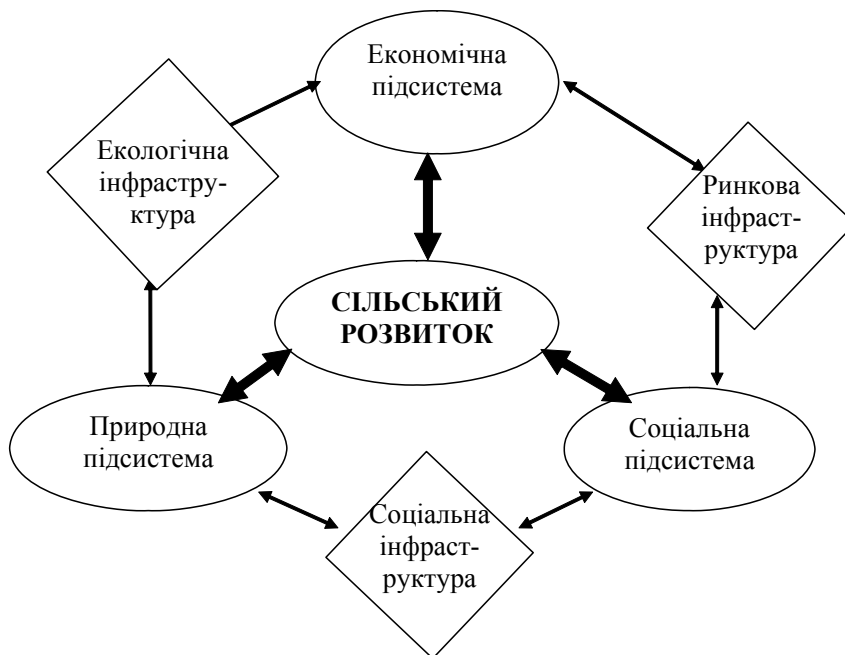 Економічна
підсистема
Екологічна
інфрастру-
ктура
Ринкова
інфраст-
руктура
СІЛЬСЬКИЙ
РОЗВИТОК
Природна
підсистема
Соціальна
підсистема
Соціальна
інфраст-
руктура